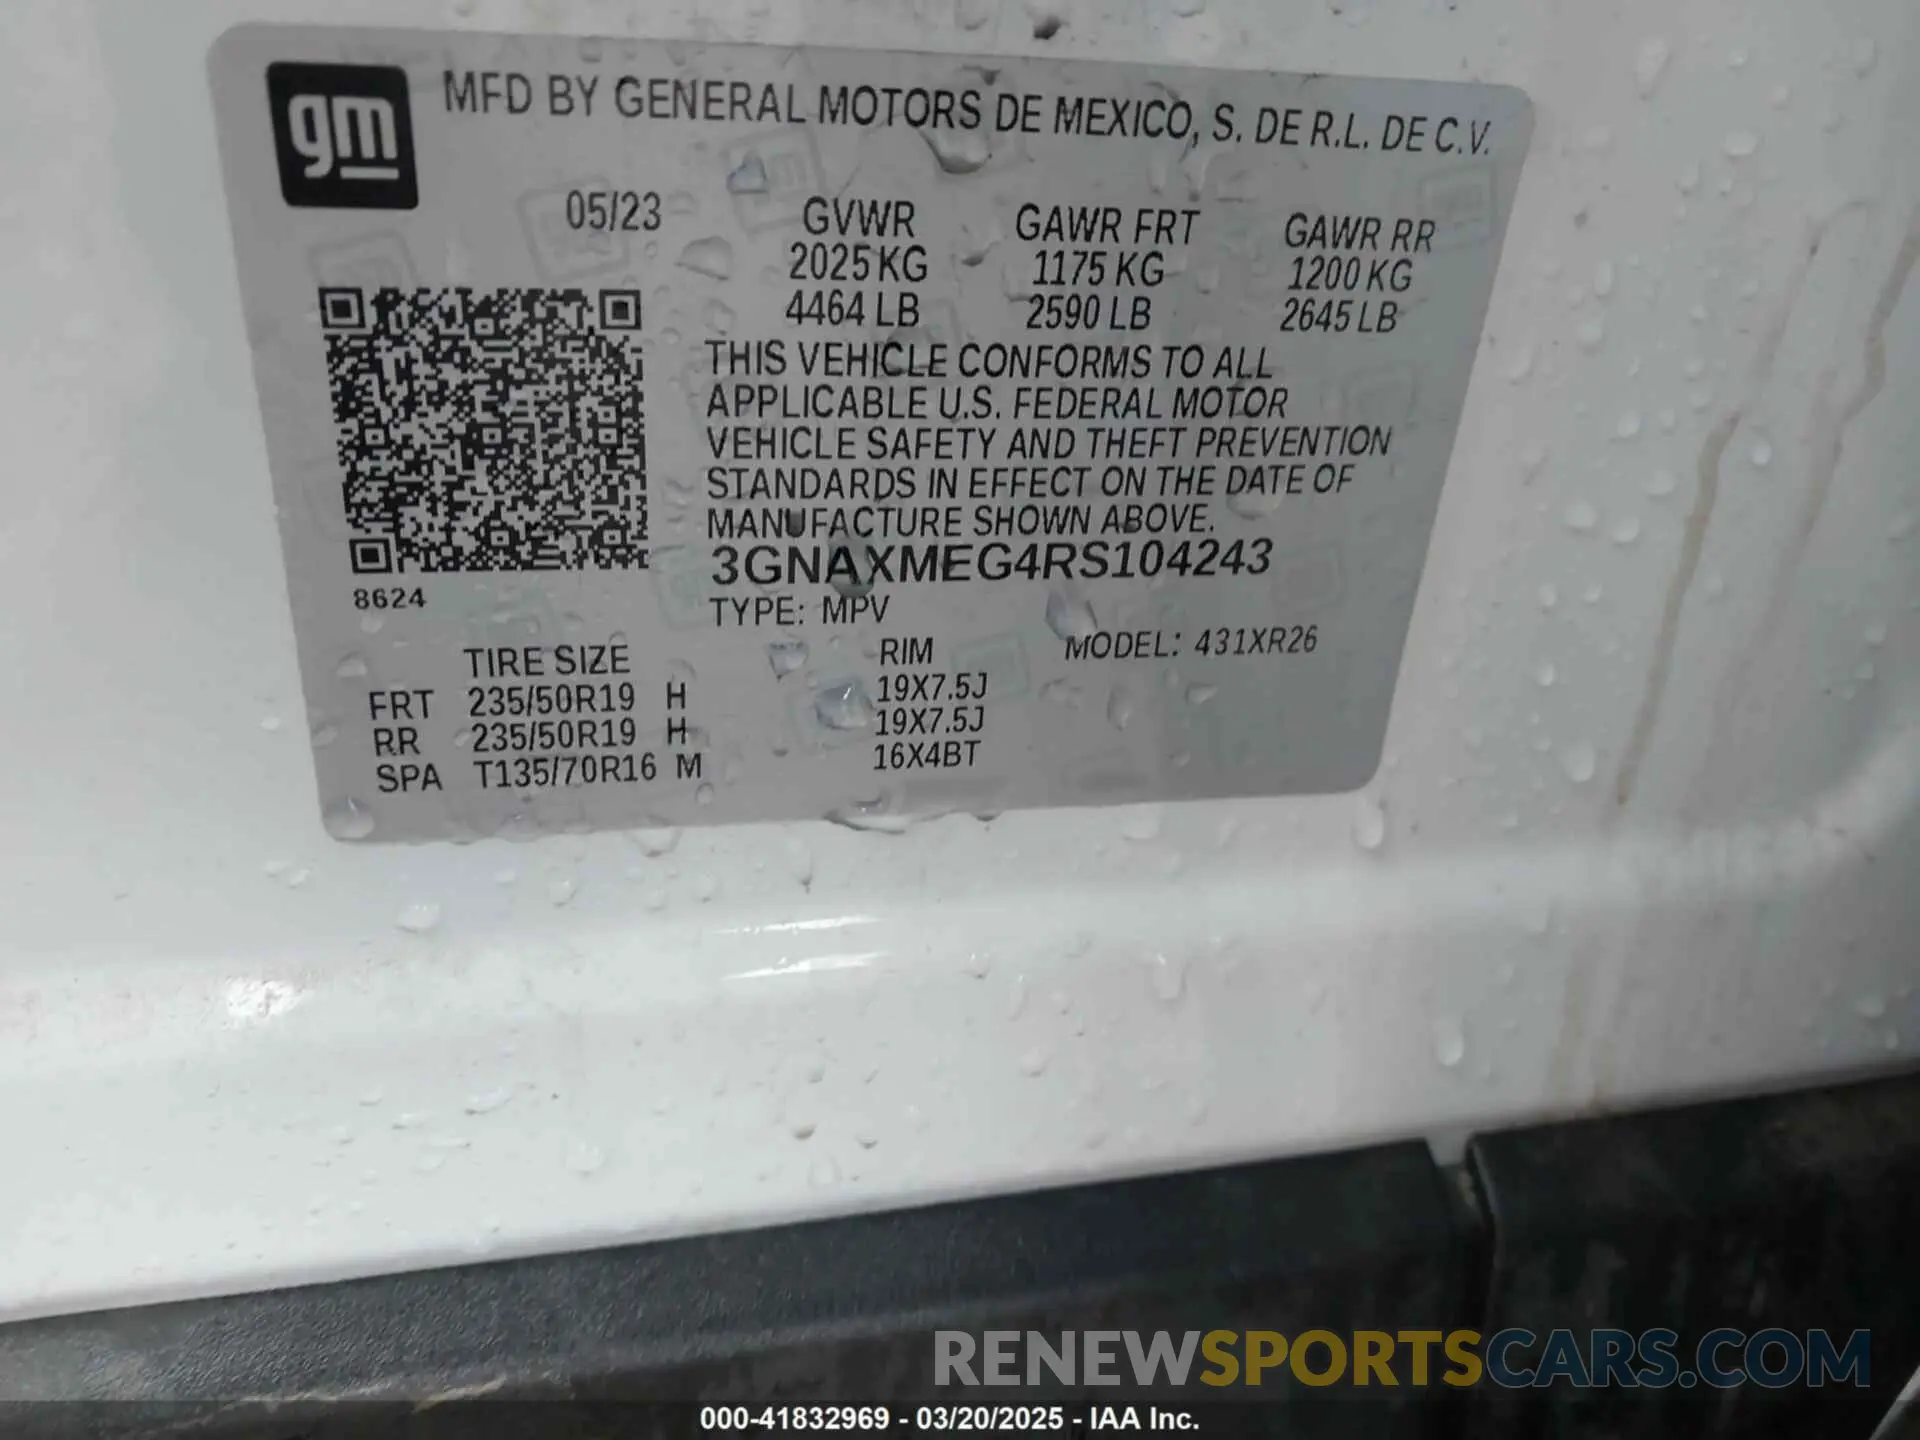 gm
MFD BY GENERAL MOTORS DE MEXICO, S. DE R.L. DE C.V.
05/23
GVWR GAWR FRT GAWR RR
2025 KG 1175 KG 1200 KG
4464 LB 2590 LB 2645 LB
THIS VEHICLE CONFORMS TO ALL
APPLICABLE U.S. FEDERAL MOTOR
VEHICLE SAFETY AND THEFT PREVENTION
STANDARDS IN EFFECT ON THE DATE OF
MANUFACTURE SHOWN ABOVE.
3GNAXMEG4RS104243
8624
TYPE: MPV
MODEL: 431XR26
TIRE SIZE RIM
FRT 235/50R19 H 19X7.5J
RR 235/50R19 H 19X7.5J
SPA T135/70R16 M 16X4BT
RENEWSPORTSCARS.COM
000-41832969 - 03/20/2025 - IAA Inc.